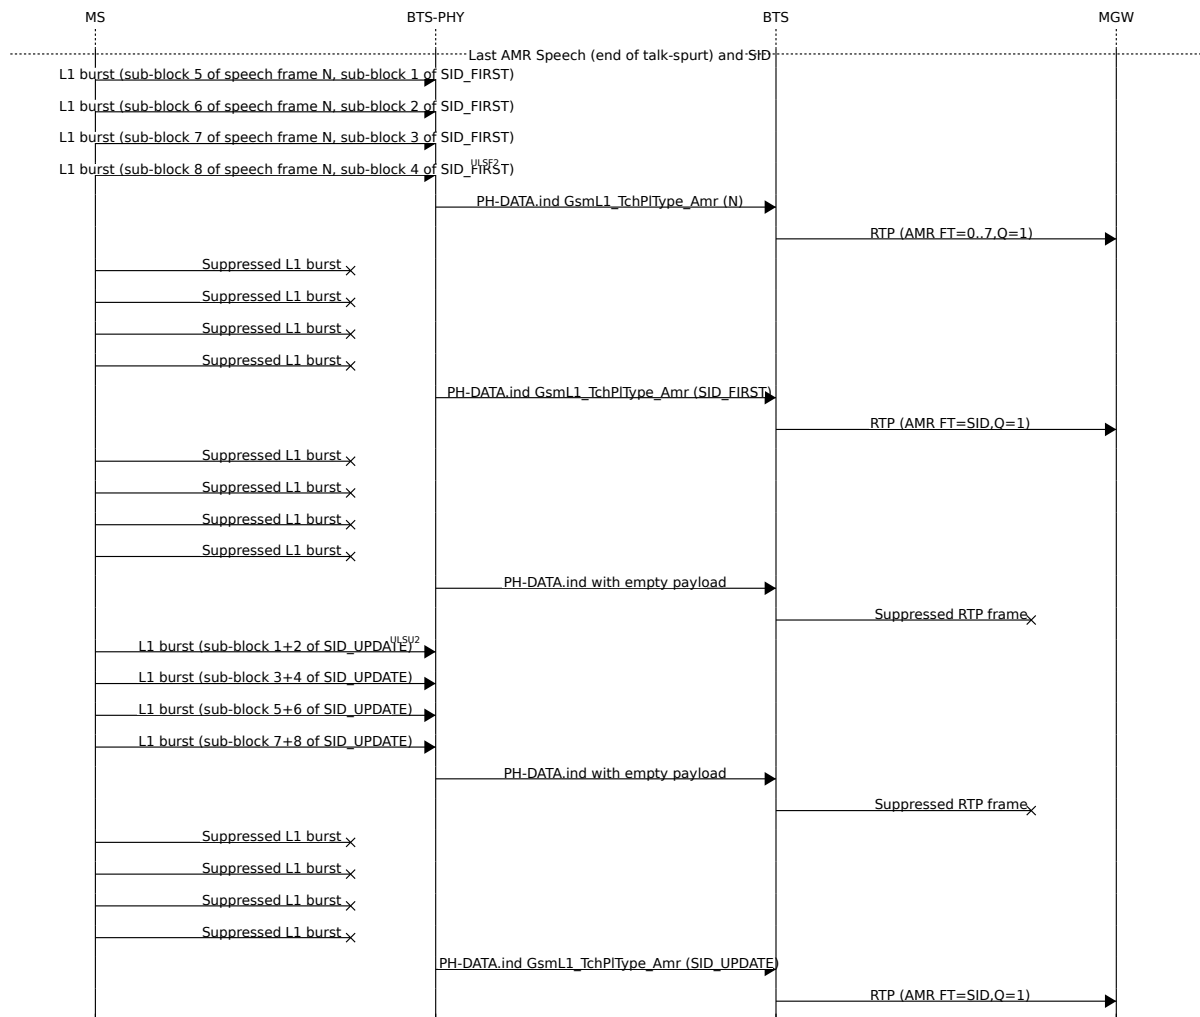 MS BTS-PHY BTS MGW
Last AMR Speech (end of talk-spurt) and SID
L1 burst (sub-block 5 of speech frame N, sub-block 1 of SID_FIRST)
L1 burst (sub-block 6 of speech frame N, sub-block 2 of SID_FIRST)
L1 burst (sub-block 7 of speech frame N, sub-block 3 of SID_FIRST)
ULSF2
L1 burst (sub-block 8 of speech frame N, sub-block 4 of SID_FIRST)
PH-DATA.ind GsmL1_TchPlType_Amr (N)
RTP (AMR FT=0..7,Q=1)
Suppressed L1 burst
Suppressed L1 burst
Suppressed L1 burst
Suppressed L1 burst
PH-DATA.ind GsmL1_TchPlType_Amr (SID_FIRST)
RTP (AMR FT=SID,Q=1)
Suppressed L1 burst
Suppressed L1 burst
Suppressed L1 burst
Suppressed L1 burst
PH-DATA.ind with empty payload
Suppressed RTP frame
ULSU2
L1 burst (sub-block 1+2 of SID_UPDATE)
L1 burst (sub-block 3+4 of SID_UPDATE)
L1 burst (sub-block 5+6 of SID_UPDATE)
L1 burst (sub-block 7+8 of SID_UPDATE)
PH-DATA.ind with empty payload
Suppressed RTP frame
Suppressed L1 burst
Suppressed L1 burst
Suppressed L1 burst
Suppressed L1 burst
PH-DATA.ind GsmL1_TchPlType_Amr (SID_UPDATE)
RTP (AMR FT=SID,Q=1)